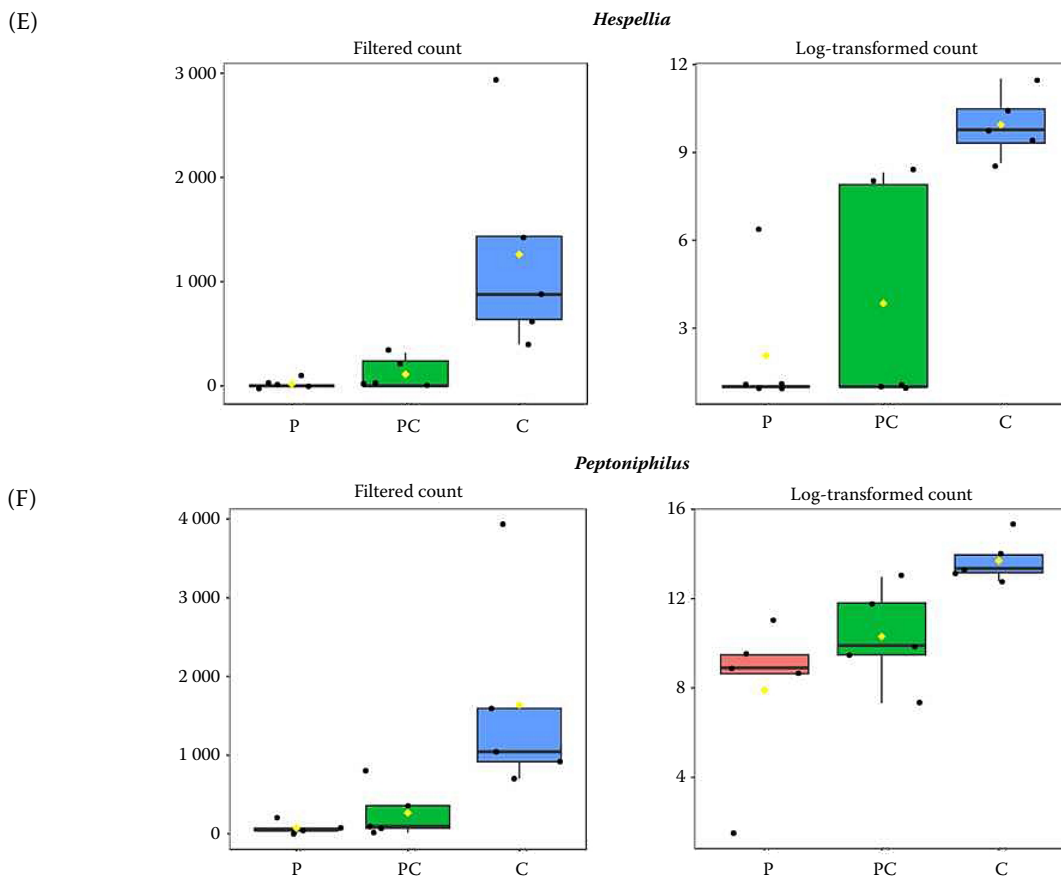 (E)
Hespellia
Filtered count
Log-transformed count
3 000
2 000
1 000
0
P
PC
C
12
9
6
3
P
PC
C
(F)
Peptoniphilus
Filtered count
Log-transformed count
4 000
3 000
2 000
1 000
0
P
PC
C
16
12
8
4
P
PC
C